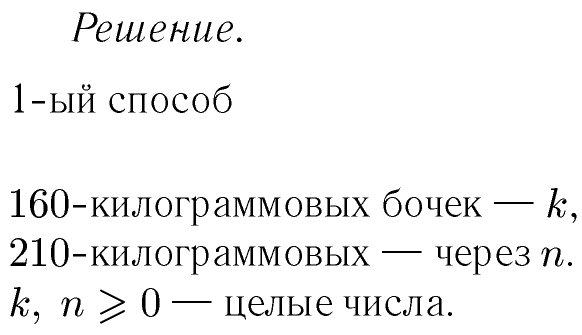 Решение.
1-ый способ
160-килограммовых бочек — k,
210-килограммовых — через n.
k, n ⩾ 0 — целые числа.